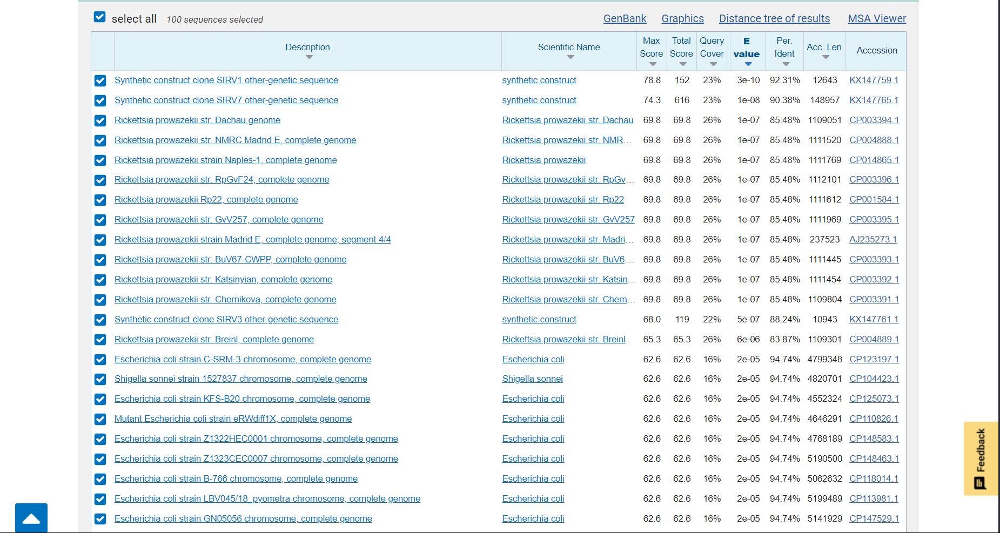 select all 100 sequences selected GenBank Graphics Distance tree of results MSA Viewer
Description Scientific Name Max Score Total Score Query Cover E value Per. Ident Acc. Len Accession
Synthetic construct clone SIRV1 other-genetic sequence synthetic construct 78.8 152 23% 3e-10 92.31% 12643 KX147759.1
Synthetic construct clone SIRV7 other-genetic sequence synthetic construct 74.3 616 23% 1e-08 90.38% 148957 KX147765.1
Rickettsia prowazekii str. Dachau genome Rickettsia prowazekii str. Dachau 69.8 69.8 26% 1e-07 85.48% 1109051 CP003394.1
Rickettsia prowazekii str. NMRC Madrid E, complete genome Rickettsia prowazekii str. NMR... 69.8 69.8 26% 1e-07 85.48% 1111520 CP004888.1
Rickettsia prowazekii strain Naples-1, complete genome Rickettsia prowazekii 69.8 69.8 26% 1e-07 85.48% 1111769 CP014865.1
Rickettsia prowazekii str. RpGvF24, complete genome Rickettsia prowazekii str. RpGv... 69.8 69.8 26% 1e-07 85.48% 1112101 CP003396.1
Rickettsia prowazekii Rp22, complete genome Rickettsia prowazekii str. Rp22 69.8 69.8 26% 1e-07 85.48% 1111612 CP001584.1
Rickettsia prowazekii str. GvV257, complete genome Rickettsia prowazekii str. GvV257 69.8 69.8 26% 1e-07 85.48% 1111969 CP003395.1
Rickettsia prowazekii strain Madrid E, complete genome; segment 4/4 Rickettsia prowazekii str. Madri... 69.8 69.8 26% 1e-07 85.48% 237523 AJ235273.1
Rickettsia prowazekii str. BuV67-CWPP, complete genome Rickettsia prowazekii str. BuV6... 69.8 69.8 26% 1e-07 85.48% 1111445 CP003393.1
Rickettsia prowazekii str. Katsinyian, complete genome Rickettsia prowazekii str. Katsin... 69.8 69.8 26% 1e-07 85.48% 1111454 CP003392.1
Rickettsia prowazekii str. Chernikova, complete genome Rickettsia prowazekii str. Chern... 69.8 69.8 26% 1e-07 85.48% 1109804 CP003391.1
Synthetic construct clone SIRV3 other-genetic sequence synthetic construct 68.0 119 22% 5e-07 88.24% 10943 KX147761.1
Rickettsia prowazekii str. Breinl, complete genome Rickettsia prowazekii str. Breinl 65.3 65.3 26% 6e-06 83.87% 1109301 CP004889.1
Escherichia coli strain C-SRM-3 chromosome, complete genome Escherichia coli 62.6 62.6 16% 2e-05 94.74% 4799348 CP123197.1
Shigella sonnei strain 1527837 chromosome, complete genome Shigella sonnei 62.6 62.6 16% 2e-05 94.74% 4820701 CP104423.1
Escherichia coli strain KFS-B20 chromosome, complete genome Escherichia coli 62.6 62.6 16% 2e-05 94.74% 4552324 CP125073.1
Mutant Escherichia coli strain eRWdiff1X, complete genome Escherichia coli 62.6 62.6 16% 2e-05 94.74% 4646291 CP110826.1
Escherichia coli strain Z1322HEC0001 chromosome, complete genome Escherichia coli 62.6 62.6 16% 2e-05 94.74% 4768189 CP148583.1
Escherichia coli strain Z1323CEC0007 chromosome, complete genome Escherichia coli 62.6 62.6 16% 2e-05 94.74% 5190500 CP148463.1
Escherichia coli strain B-766 chromosome, complete genome Escherichia coli 62.6 62.6 16% 2e-05 94.74% 5062632 CP118014.1
Escherichia coli strain LBV045/18_pyometra chromosome, complete genome Escherichia coli 62.6 62.6 16% 2e-05 94.74% 5199489 CP113981.1
Escherichia coli strain GN05056 chromosome, complete genome Escherichia coli 62.6 62.6 16% 2e-05 94.74% 5141929 CP147529.1
Feedback